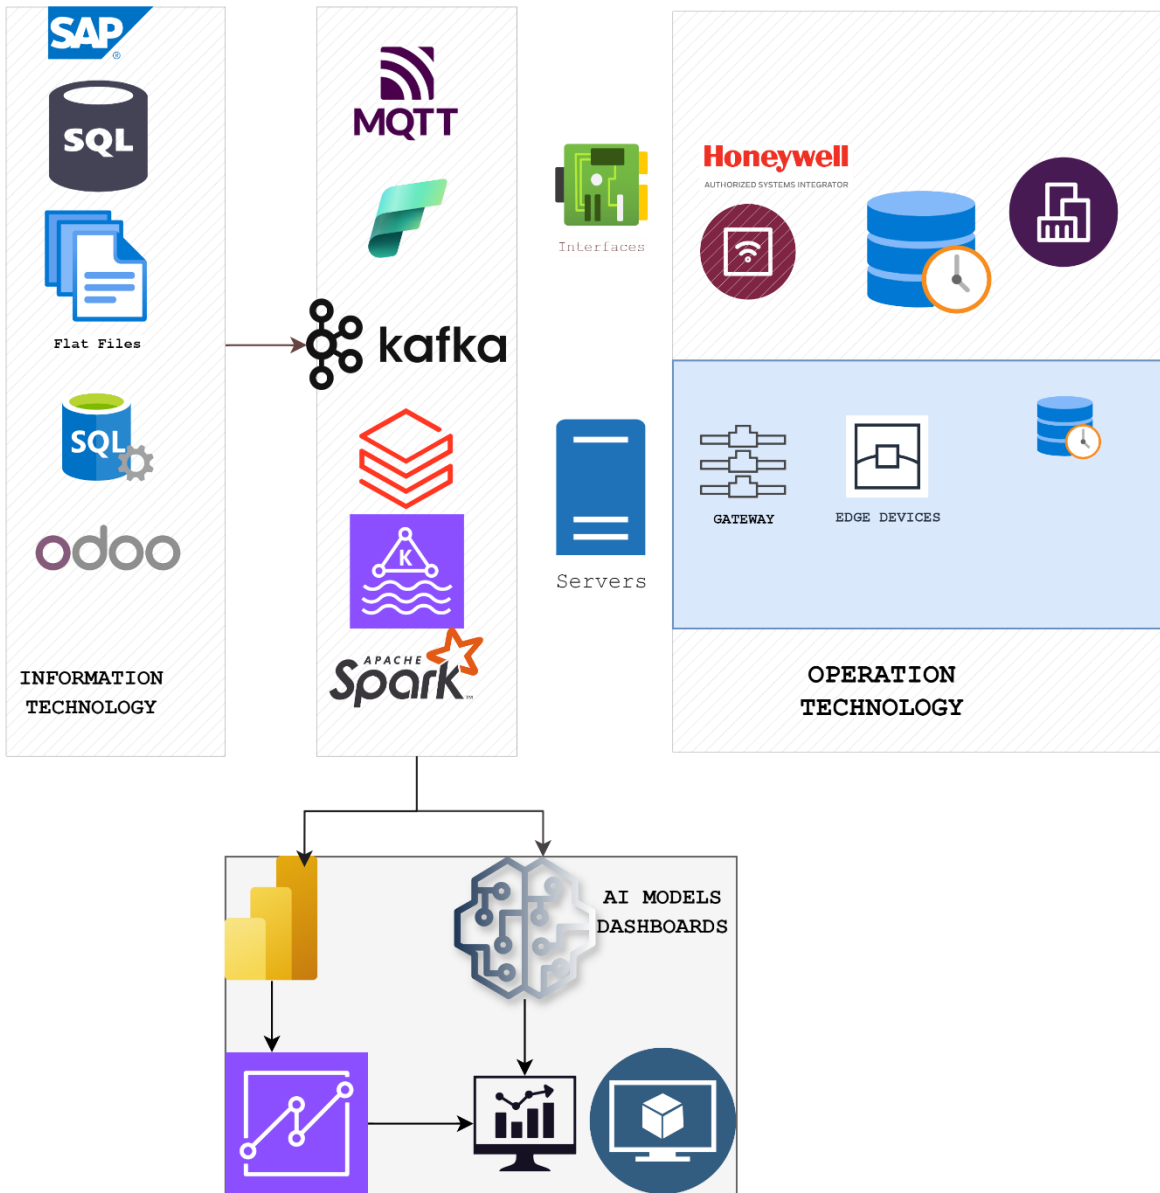 SAP
®
SQL
Flat Files
SQL
odoo
INFORMATION
TECHNOLOGY
MQTT
kafka
K
APACHE
Spark
TM
Interfaces
Servers
Honeywell
AUTHORIZED SYSTEMS INTEGRATOR
GATEWAY
EDGE DEVICES
OPERATION
TECHNOLOGY
AI MODELS
DASHBOARDS